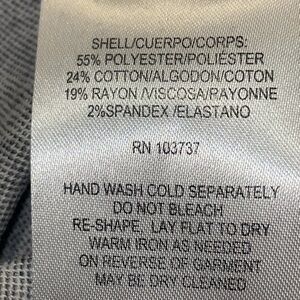 SHELL/CUERPO/CORPS:
55% POLYESTER/POLIÉSTER
24% COTTON/ALGODON/COTON
19% RAYON /VISCOSA/RAYONNE
2%SPANDEX /ELASTANO
RN 103737
HAND WASH COLD SEPARATELY
DO NOT BLEACH
RE-SHAPE, LAY FLAT TO DRY
WARM IRON AS NEEDED
ON REVERSE OF GARMENT
MAY BE DRY CLEANED